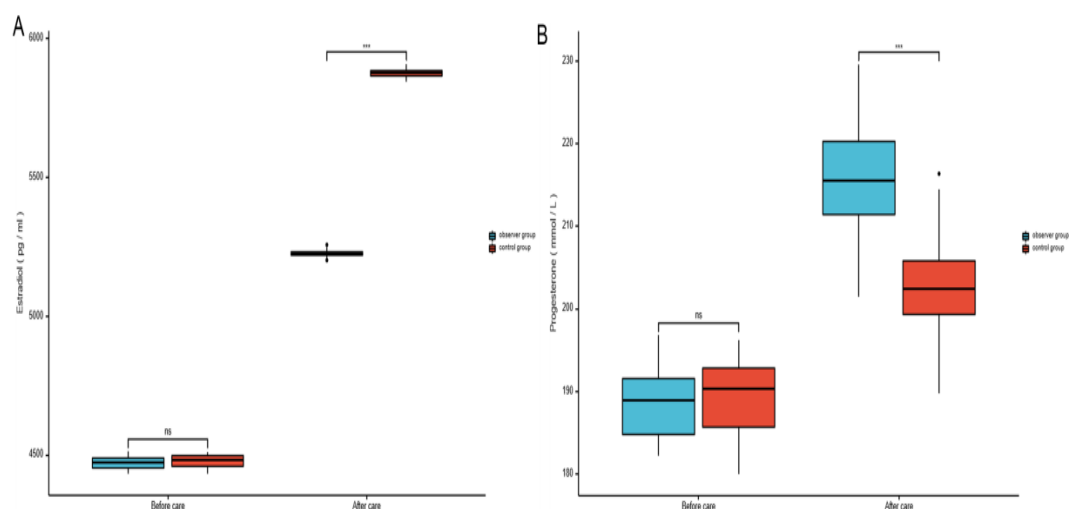 A
6000
5500
5000
4500
Estradiol ( pg / ml )
***
ns
Before care
After care
observer group
control group
B
230
220
210
200
190
180
Progesterone ( mmol / L )
***
ns
Before care
After care
observer group
control group